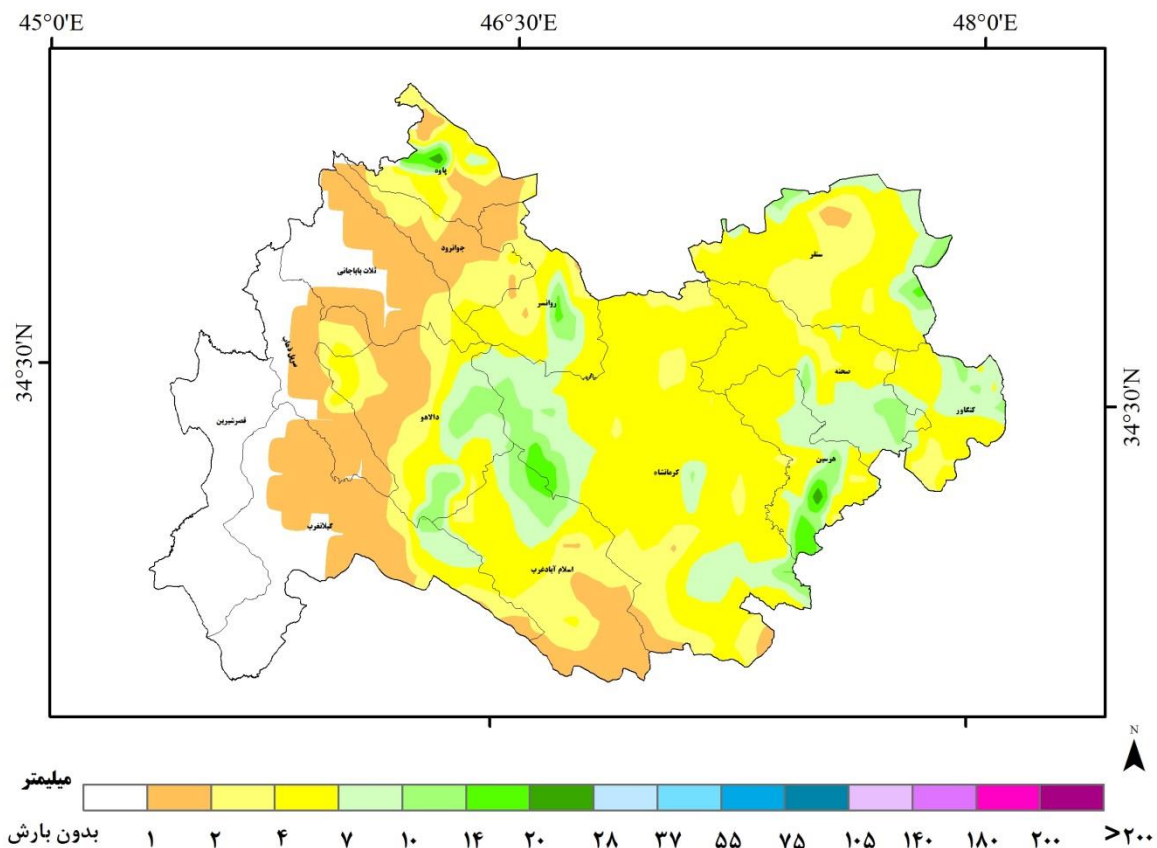 45°0'E 46°30'E 48°0'E
34°30'N
34°30'N
پاوه
جوانرود
ثلاث باباجانی
سنقر
روانسر
سرپل ذهاب
صحنه
کنگاور
دالاهو
قصرشیرین
هرسین
کرمانشاه
گیلانغرب
اسلام آبادغرب
N
میلیمتر
بدون بارش ۱ ۲ ۴ ۷ ۱۰ ۱۴ ۲۰ ۲۸ ۳۷ ۵۵ ۷۵ ۱۰۵ ۱۴۰ ۱۸۰ ۲۰۰ >۲۰۰